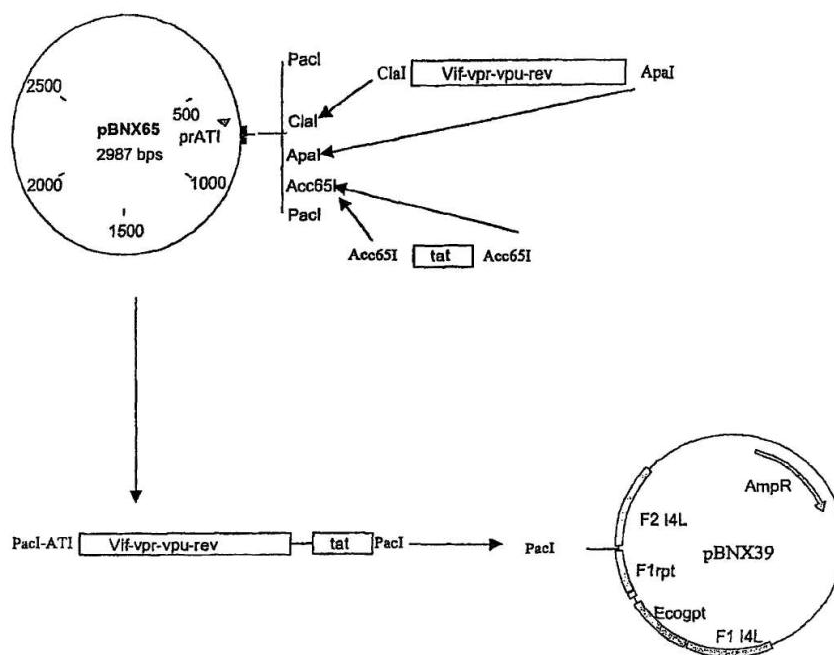 PacI
ClaI Vif-vpr-vpu-rev ApaI
2500
500
pBNX65
prATI
2987 bps
ClaI
ApaI
2000
1000
Acc65I
1500
PacI
Acc65I tat Acc65I
AmpR
F2 I4L
PacI-ATI Vif-vpr-vpu-rev tat PacI
PacI
pBNX39
F1rpt
Ecogpt
F1 I4L